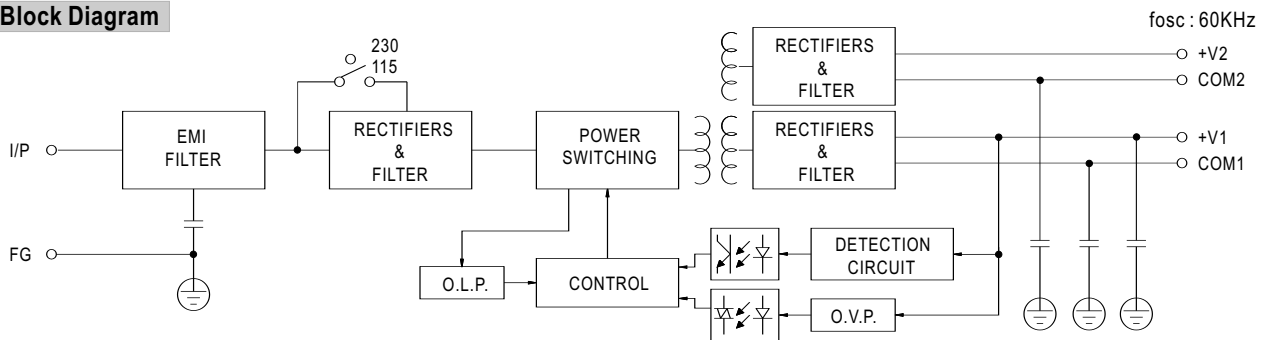 Block Diagram
fosc : 60KHz
230
115
I/P
EMI
FILTER
RECTIFIERS
&
FILTER
POWER
SWITCHING
RECTIFIERS
&
FILTER
+V2
COM2
RECTIFIERS
&
FILTER
+V1
COM1
FG
O.L.P.
CONTROL
DETECTION
CIRCUIT
O.V.P.